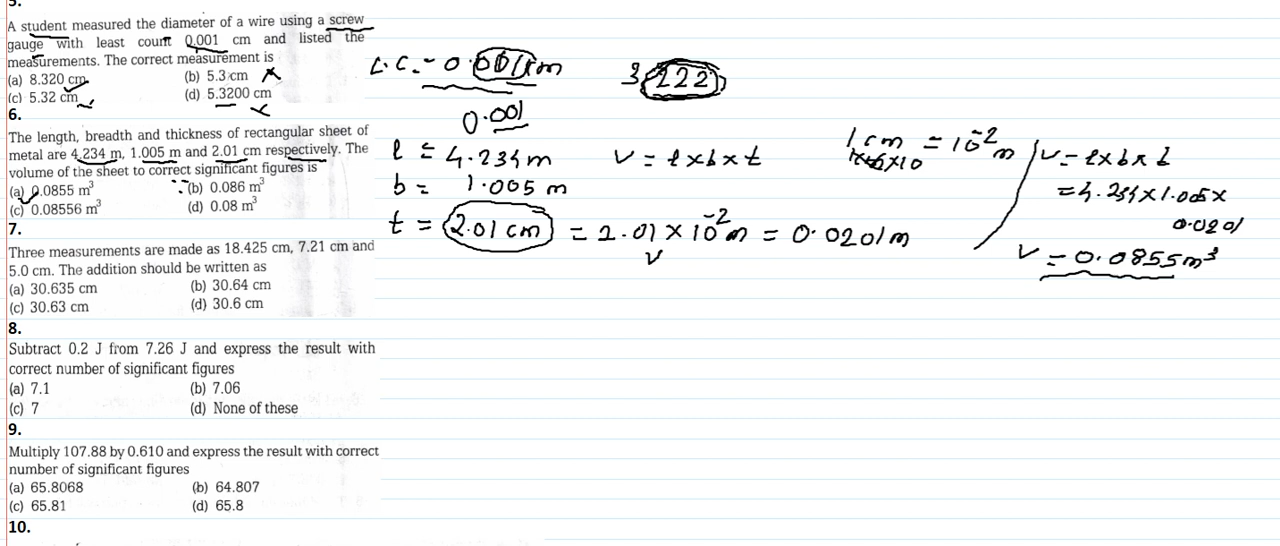 5.
A student measured the diameter of a wire using a screw
gauge with least count 0.001 cm and listed the
measurements. The correct measurement is
(a) 8.320 cm (b) 5.3 cm
(c) 5.32 cm (d) 5.3200 cm
6.
The length, breadth and thickness of rectangular sheet of
metal are 4.234 m, 1.005 m and 2.01 cm respectively. The
volume of the sheet to correct significant figures is
(a) 0.0855 m³ (b) 0.086 m³
(c) 0.08556 m³ (d) 0.08 m³
7.
Three measurements are made as 18.425 cm, 7.21 cm and
5.0 cm. The addition should be written as
(a) 30.635 cm (b) 30.64 cm
(c) 30.63 cm (d) 30.6 cm
8.
Subtract 0.2 J from 7.26 J and express the result with
correct number of significant figures
(a) 7.1 (b) 7.06
(c) 7 (d) None of these
9.
Multiply 107.88 by 0.610 and express the result with correct
number of significant figures
(a) 65.8068 (b) 64.807
(c) 65.81 (d) 65.8
10.
L.C. = 0.001 cm
0.001
3.222
l = 4.234 m
b = 1.005 m
t = 2.01 cm = 2.01 × 10⁻² m = 0.0201 m
V = l × b × t
1 cm = 10⁻² m
V = l × b × t
= 4.234 × 1.005 ×
0.0201
V = 0.0855 m³